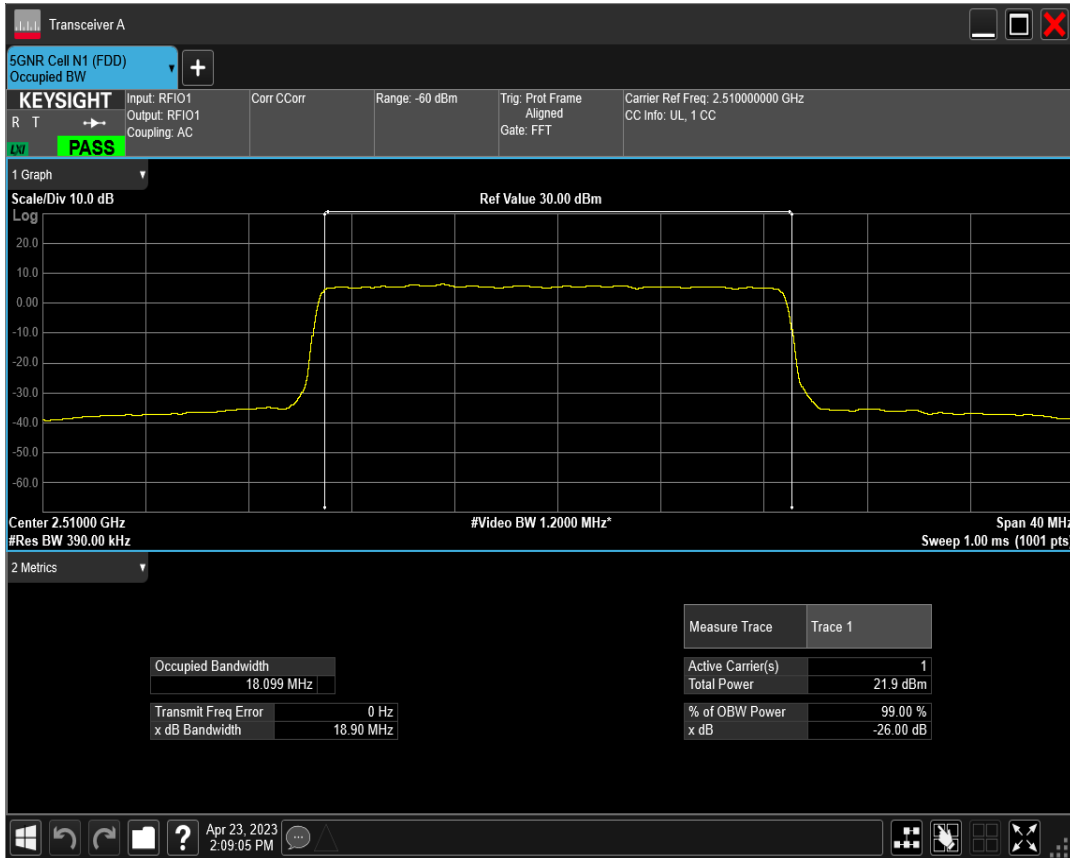 Transceiver A
5GNR Cell N1 (FDD)
Occupied BW
+
KEYSIGHT
R T
LXI
PASS
Input: RFIO1
Output: RFIO1
Coupling: AC
Corr CCorr
Range: -60 dBm
Trig: Prot Frame
Aligned
Gate: FFT
Carrier Ref Freq: 2.510000000 GHz
CC Info: UL, 1 CC
1 Graph
Scale/Div 10.0 dB
Ref Value 30.00 dBm
Log
20.0
10.0
0.00
-10.0
-20.0
-30.0
-40.0
-50.0
-60.0
Center 2.51000 GHz
#Video BW 1.2000 MHz*
Span 40 MHz
#Res BW 390.00 kHz
Sweep 1.00 ms (1001 pts)
2 Metrics
Measure Trace Trace 1
Occupied Bandwidth
18.099 MHz
Transmit Freq Error 0 Hz
x dB Bandwidth 18.90 MHz
Active Carrier(s) 1
Total Power 21.9 dBm
% of OBW Power 99.00 %
x dB -26.00 dB
?
Apr 23, 2023
2:09:05 PM